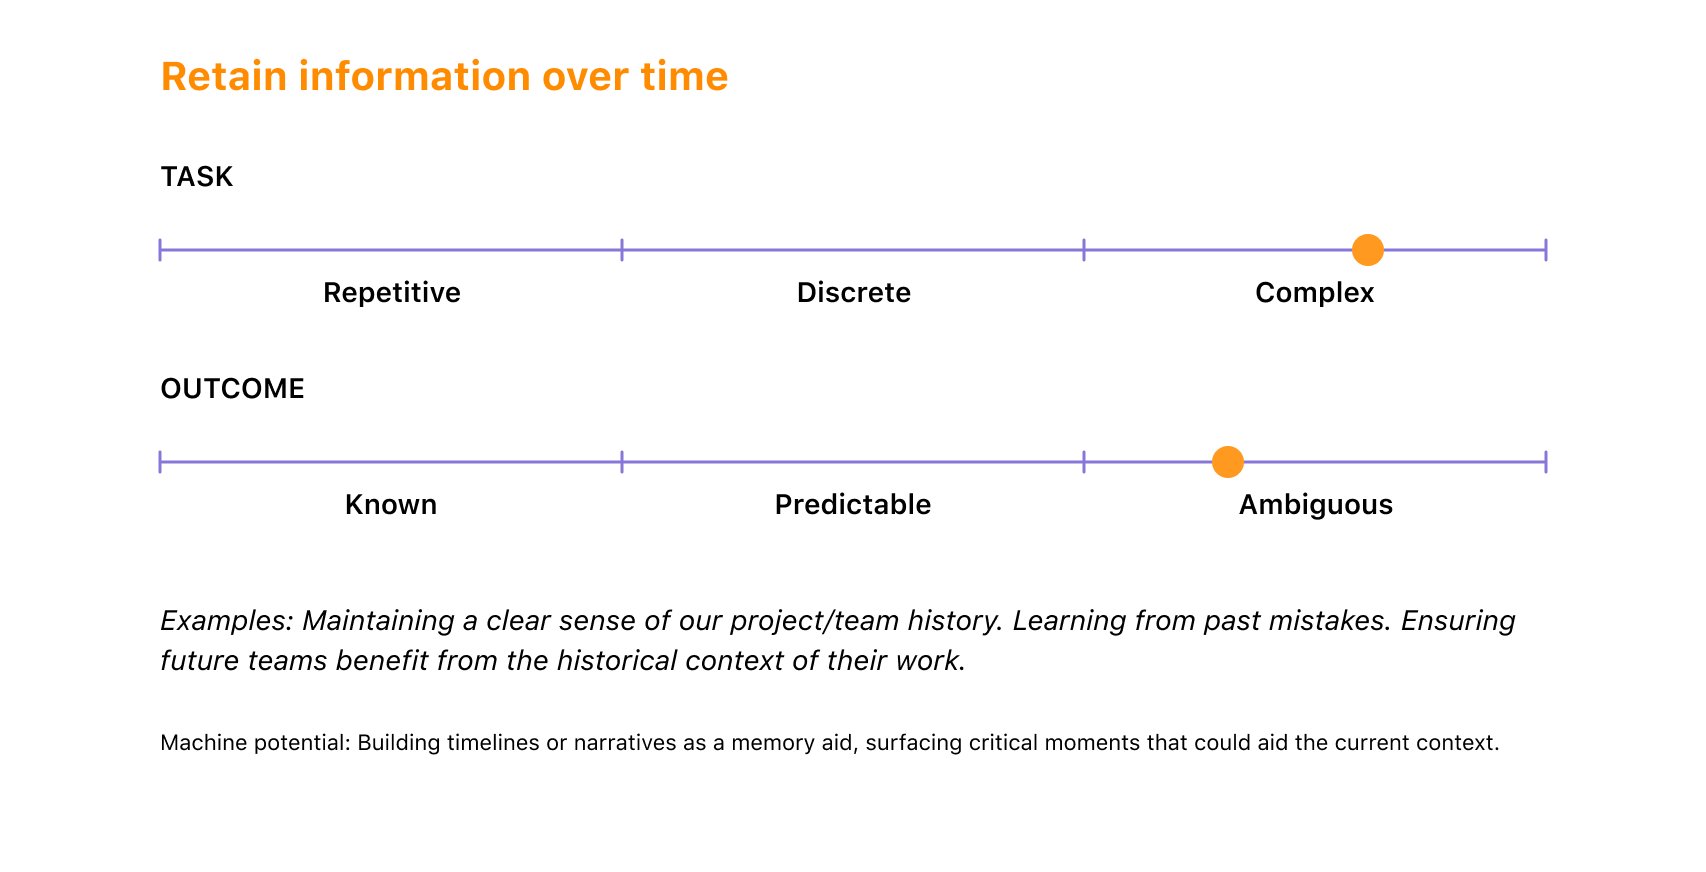 Retain information over time
TASK
Repetitive Discrete Complex
OUTCOME
Known Predictable Ambiguous
Examples: Maintaining a clear sense of our project/team history. Learning from past mistakes. Ensuring
future teams benefit from the historical context of their work.
Machine potential: Building timelines or narratives as a memory aid, surfacing critical moments that could aid the current context.